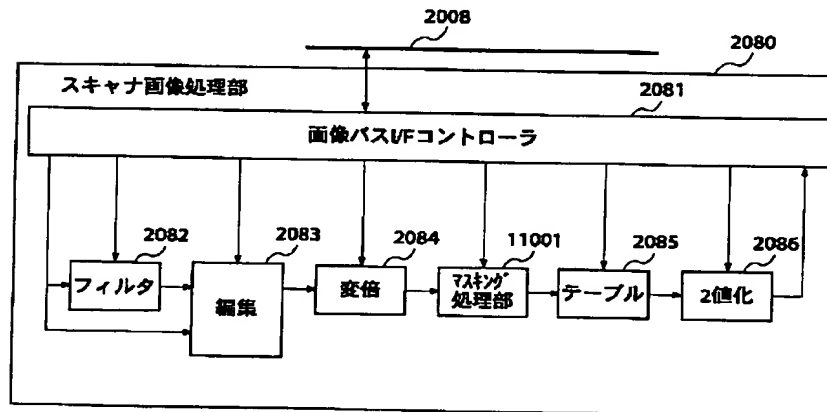 2008
2080
スキャナ画像処理部
2081
画像バスI/Fコントローラ
2082
2083
2084
11001
2085
2086
フィルタ
編集
変倍
ﾏｽｷﾝｸﾞ
処理部
テーブル
2値化